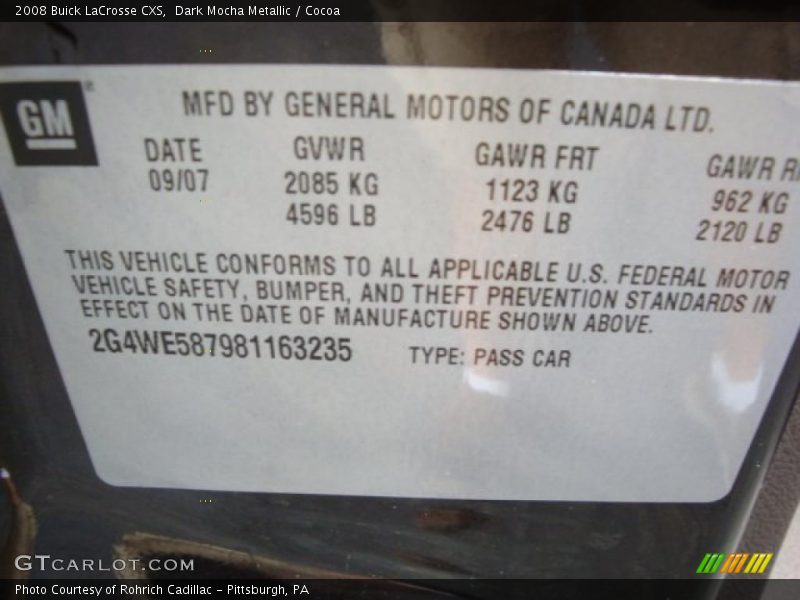 2008 Buick LaCrosse CXS,  Dark Mocha Metallic / Cocoa
GM
MFD BY GENERAL MOTORS OF CANADA LTD.
DATE GVWR GAWR FRT GAWR
09/07 2085 KG 1123 KG 962 KG
4596 LB 2476 LB 2120 LB
THIS VEHICLE CONFORMS TO ALL APPLICABLE U.S. FEDERAL MOTOR
VEHICLE SAFETY, BUMPER, AND THEFT PREVENTION STANDARDS IN
EFFECT ON THE DATE OF MANUFACTURE SHOWN ABOVE.
2G4WE587981163235 TYPE: PASS CAR
GTCARLOT.COM
Photo Courtesy of Rohrich Cadillac - Pittsburgh, PA